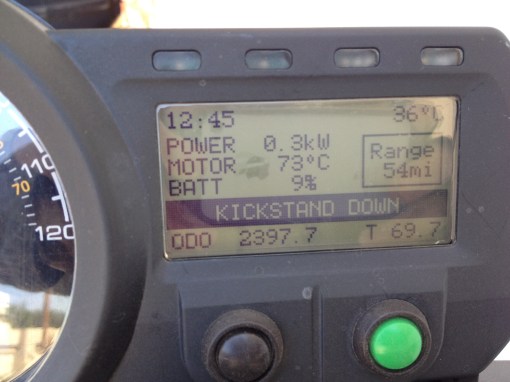 12:45 36°C
POWER 0.3kW
MOTOR 73°C
BATT 9%
Range
54mi
KICKSTAND DOWN
ODO 2397.7 T 69.7
110
70
120